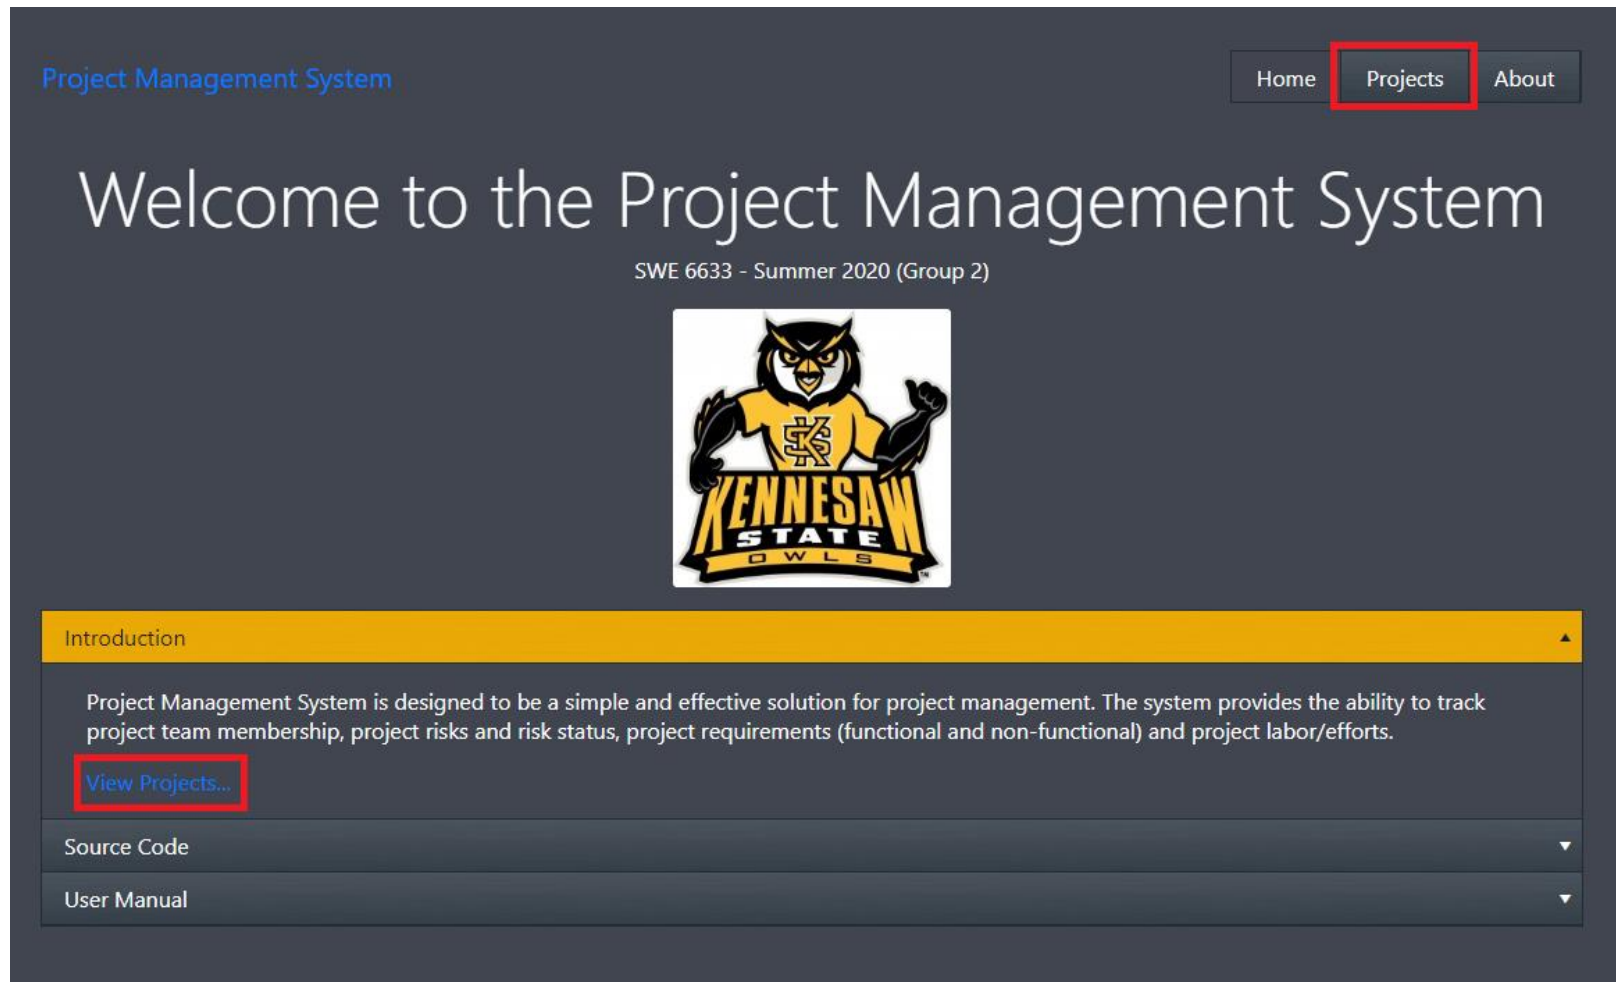 Project Management System
Home Projects About
Welcome to the Project Management System
SWE 6633 - Summer 2020 (Group 2)
KS
KENNESAW
STATE
OWLS
TM
Introduction
Project Management System is designed to be a simple and effective solution for project management. The system provides the ability to track
project team membership, project risks and risk status, project requirements (functional and non-functional) and project labor/efforts.
View Projects...
Source Code
User Manual